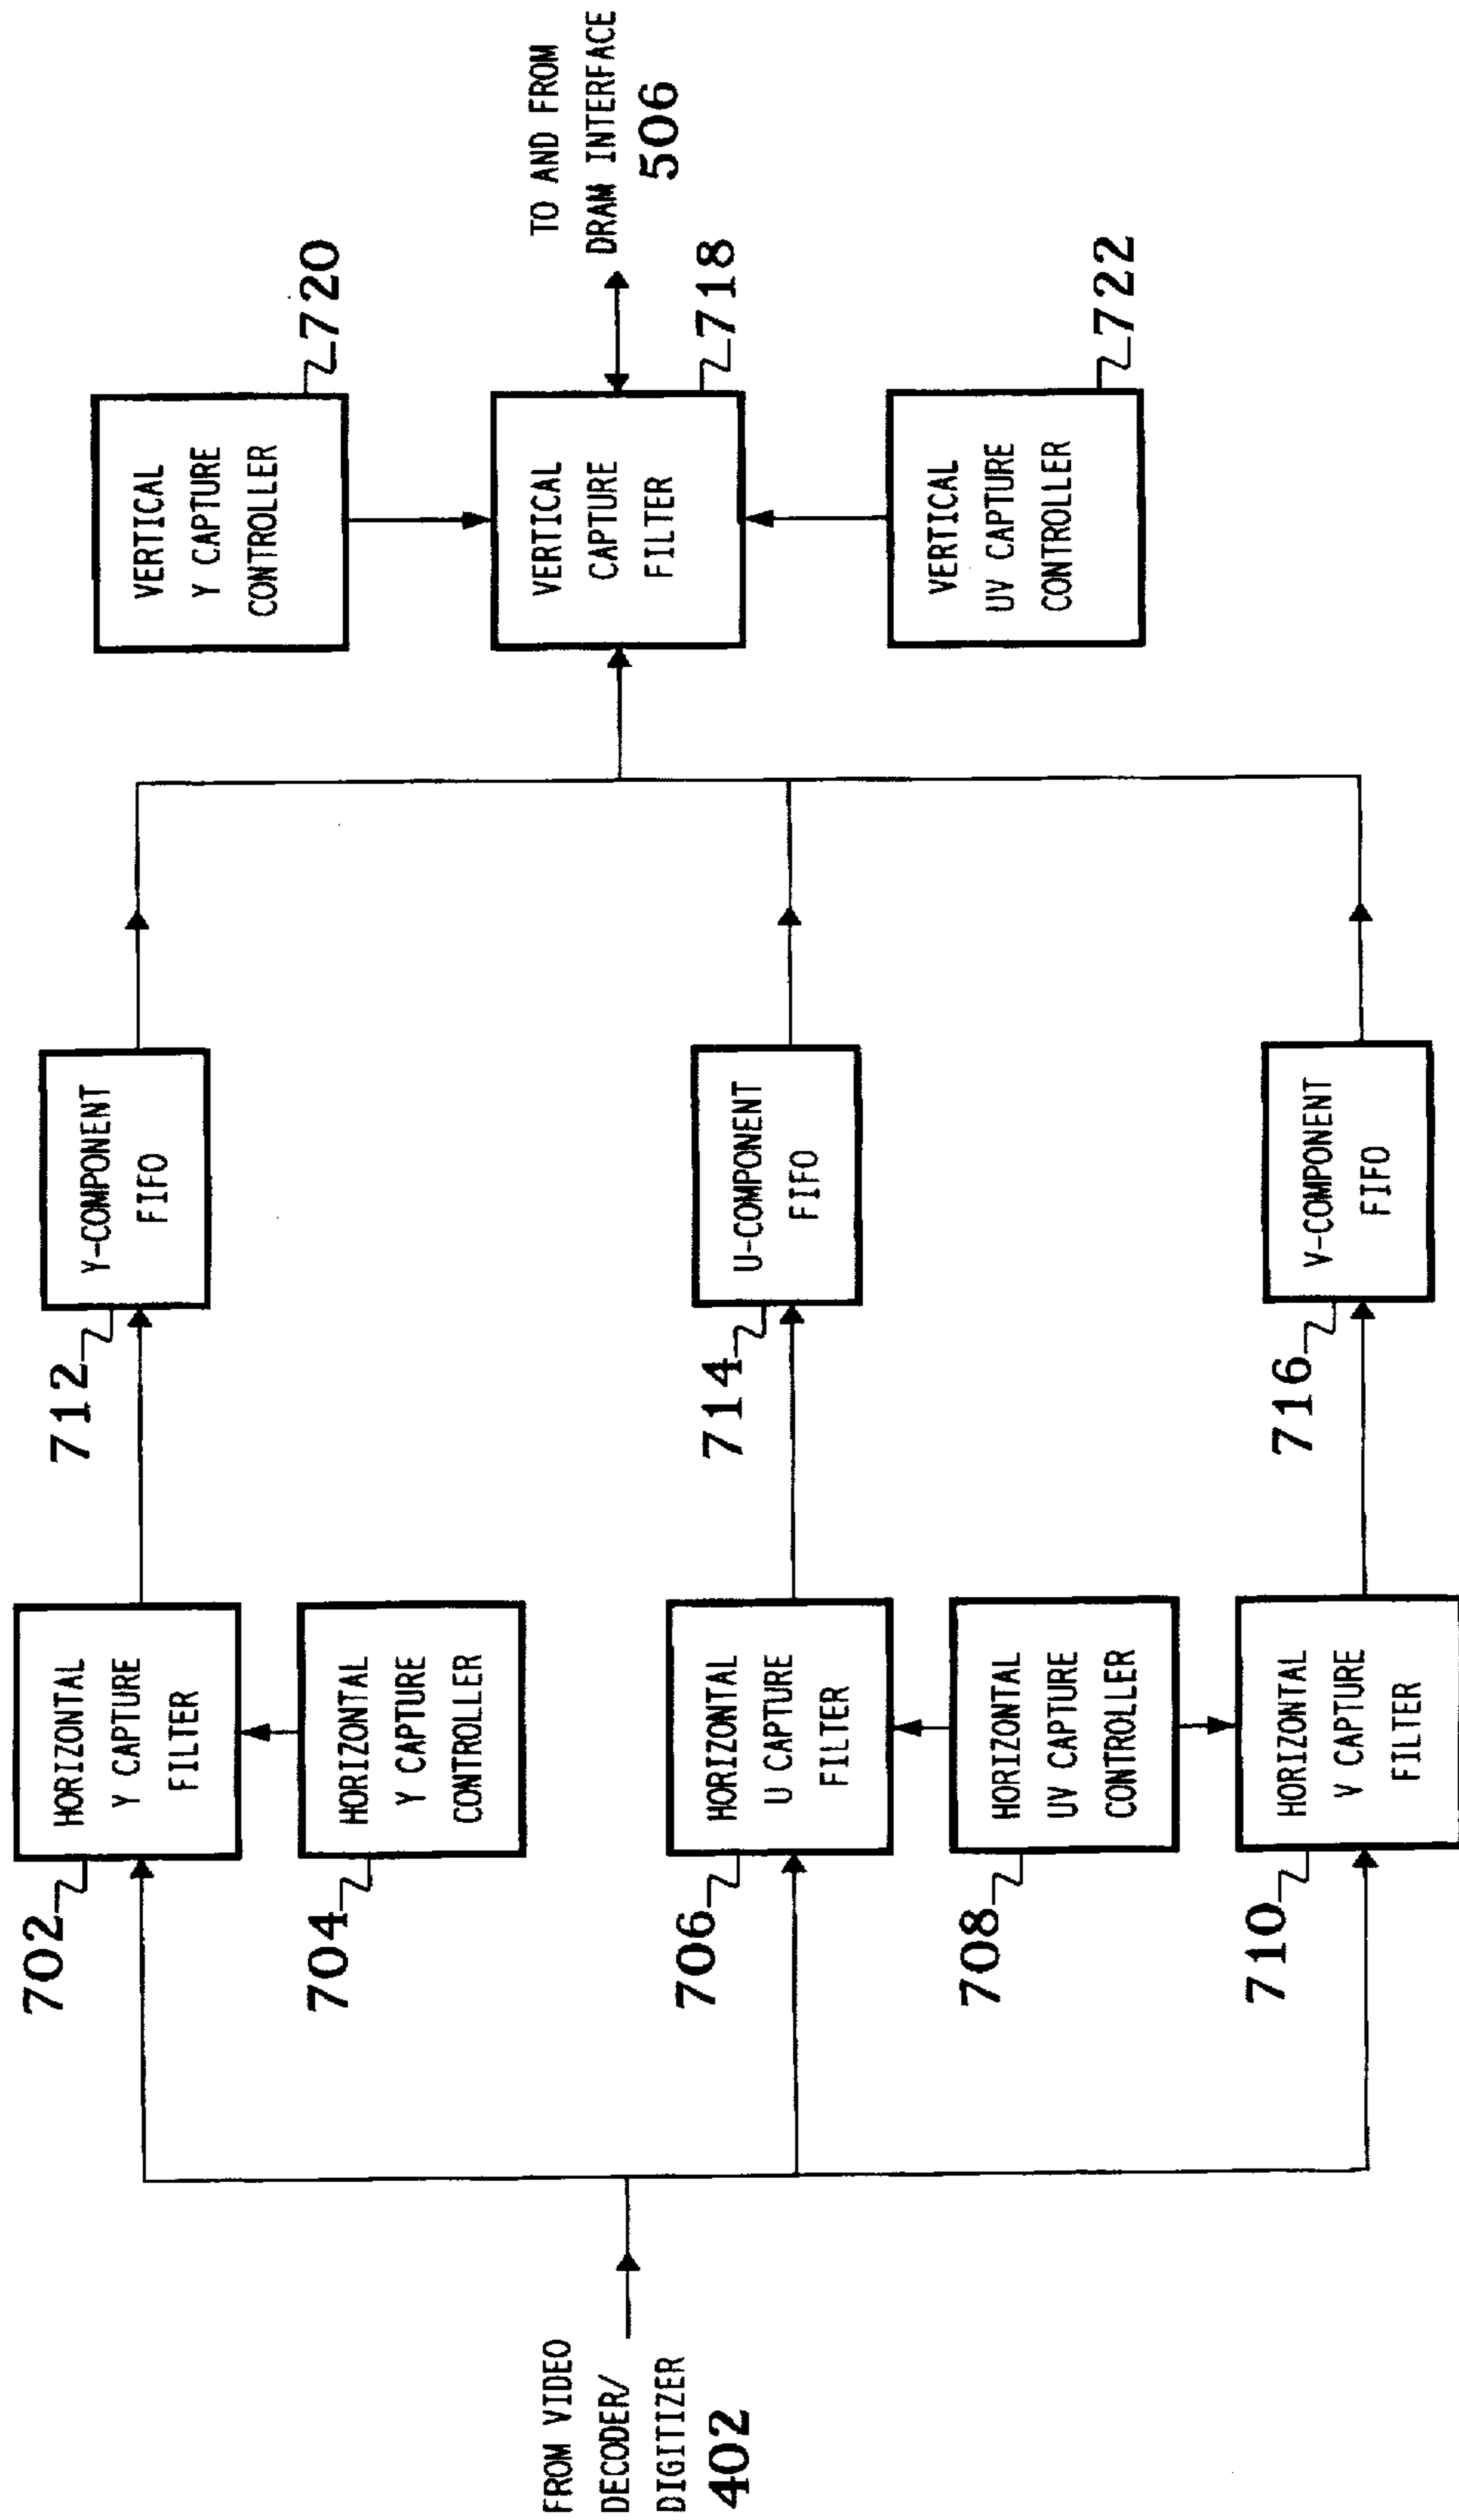 FROM VIDEO
DECODER/
DIGITIZER
402
702
HORIZONTAL
Y CAPTURE
FILTER
704
HORIZONTAL
Y CAPTURE
CONTROLLER
706
HORIZONTAL
U CAPTURE
FILTER
708
HORIZONTAL
UV CAPTURE
CONTROLLER
710
HORIZONTAL
V CAPTURE
FILTER
712
Y-COMPONENT
FIFO
714
U-COMPONENT
FIFO
716
V-COMPONENT
FIFO
VERTICAL
Y CAPTURE
CONTROLLER
720
VERTICAL
CAPTURE
FILTER
718
VERTICAL
UV CAPTURE
CONTROLLER
722
TO AND FROM
DRAM INTERFACE
506